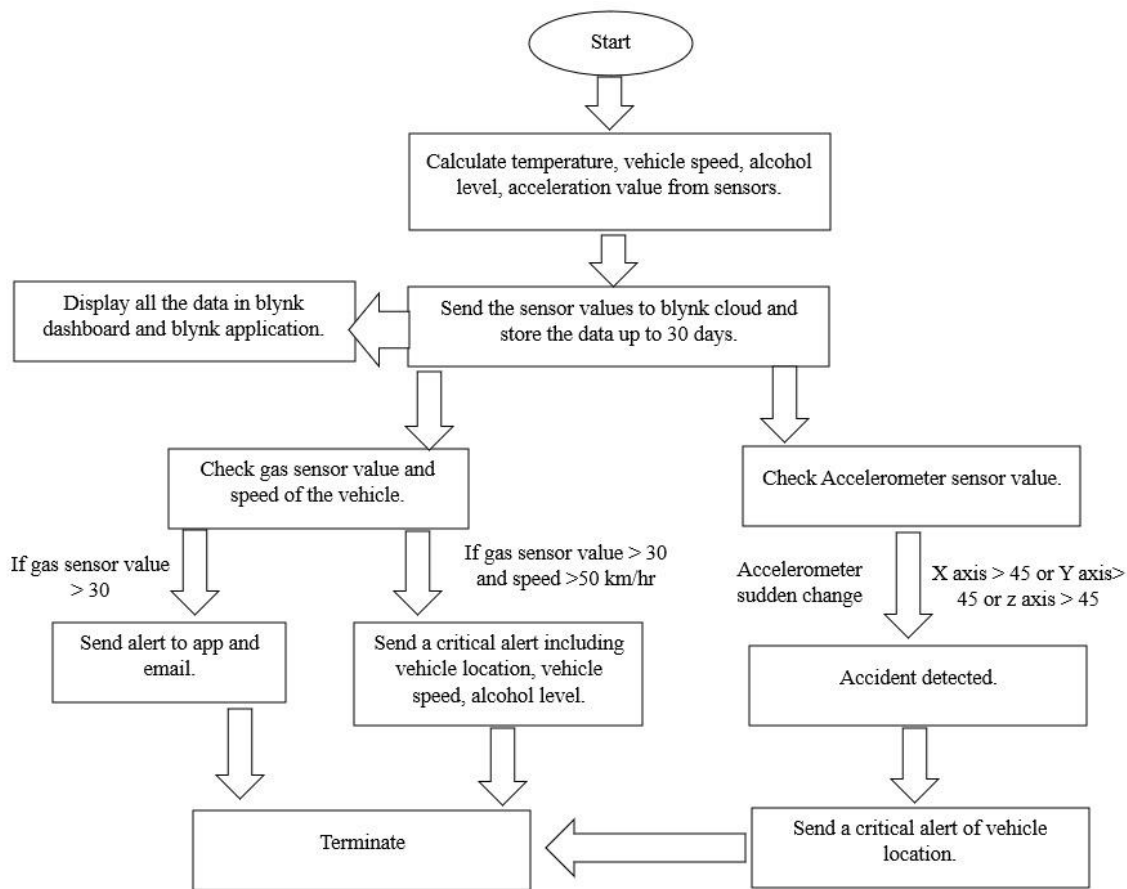 Start
Calculate temperature, vehicle speed, alcohol
level, acceleration value from sensors.
Display all the data in blynk
dashboard and blynk application.
Send the sensor values to blynk cloud and
store the data up to 30 days.
Check gas sensor value and
speed of the vehicle.
Check Accelerometer sensor value.
If gas sensor value
> 30
If gas sensor value > 30
and speed >50 km/hr
Accelerometer
sudden change
X axis > 45 or Y axis>
45 or z axis > 45
Send alert to app and
email.
Send a critical alert including
vehicle location, vehicle
speed, alcohol level.
Accident detected.
Terminate
Send a critical alert of vehicle
location.